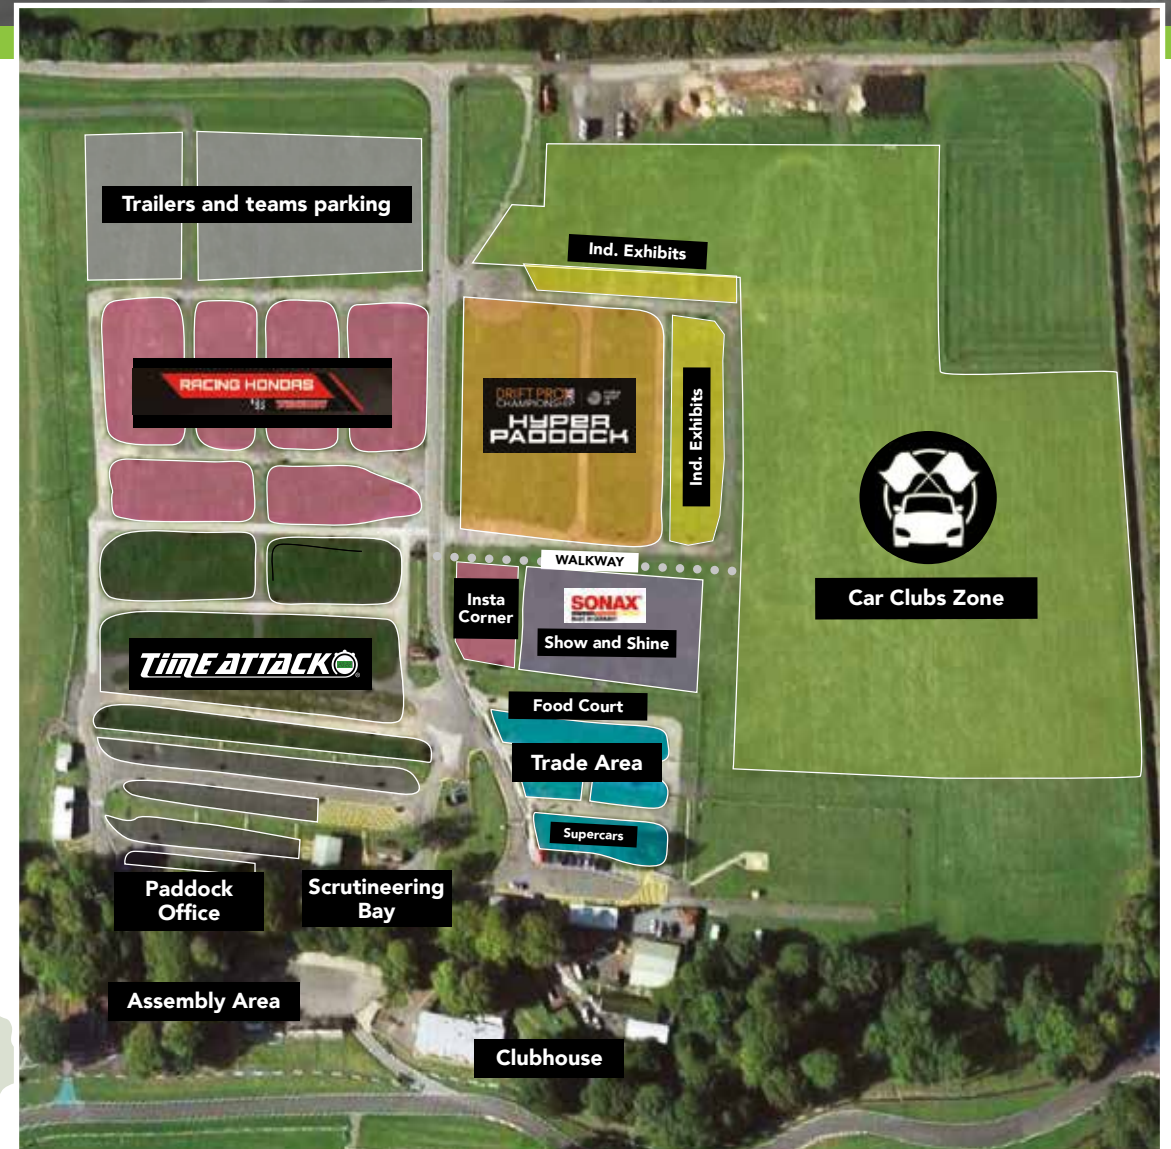 Trailers and teams parking
Ind. Exhibits
RACING HONDAS
DRIFT PRO
CHAMPIONSHIP
HYPER
PADDOCK
Ind. Exhibits
WALKWAY
Insta
Corner
SONAX
Show and Shine
Car Clubs Zone
TIME ATTACK
Food Court
Trade Area
Supercars
Paddock
Office
Scrutineering
Bay
Assembly Area
Clubhouse